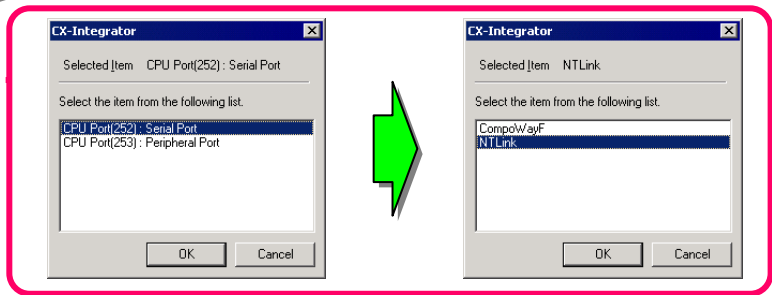 CX-Integrator
Selected Item CPU Port(252) : Serial Port
Select the item from the following list.
CPU Port(252) : Serial Port
CPU Port(253) : Peripheral Port
OK Cancel
CX-Integrator
Selected Item NTLink
Select the item from the following list.
CompoWayF
NTLink
OK Cancel